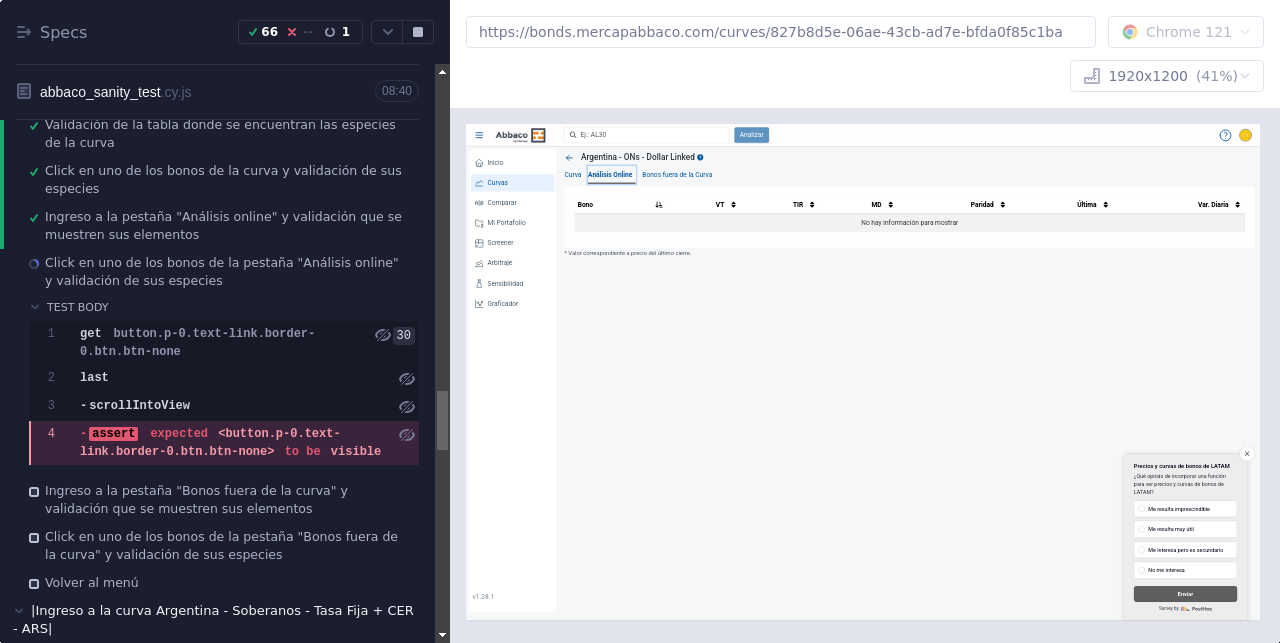 Specs
66
--
1
abbaco_sanity_test.cy.js
08:40
Validación de la tabla donde se encuentran las especies
de la curva
Click en uno de los bonos de la curva y validación de sus
especies
Ingreso a la pestaña "Análisis online" y validación que se
muestren sus elementos
Click en uno de los bonos de la pestaña "Análisis online"
y validación de sus especies
TEST BODY
1 get button.p-0.text-link.border-
0.btn.btn-none
30
2 last
3 -scrollIntoView
4 -assert expected <button.p-0.text-
link.border-0.btn.btn-none> to be visible
Ingreso a la pestaña "Bonos fuera de la curva" y
validación que se muestren sus elementos
Click en uno de los bonos de la pestaña "Bonos fuera de
la curva" y validación de sus especies
Volver al menú
|Ingreso a la curva Argentina - Soberanos - Tasa Fija + CER
- ARS|
https://bonds.mercapabbaco.com/curves/827b8d5e-06ae-43cb-ad7e-bfda0f85c1ba
Chrome 121
1920x1200 (41%)
Abbaco
Ej.: AL30
Analizar
Inicio
Curvas
Comparar
Mi Portafolio
Screener
Arbitraje
Sensibilidad
Graficador
v1.28.1
Argentina - ONs - Dollar Linked
Curva Análisis Online Bonos fuera de la Curva
Bono VT TIR MD Paridad Última Var. Diaria
No hay información para mostrar
* Valor correspondiente a precio del último cierre.
Precios y curvas de bonos de LATAM
¿Qué opinás de incorporar una función
para ver precios y curvas de bonos de
LATAM?
Me resulta imprescindible
Me resulta muy útil
Me interesa pero es secundario
No me interesa
Enviar
Survey by PostHog